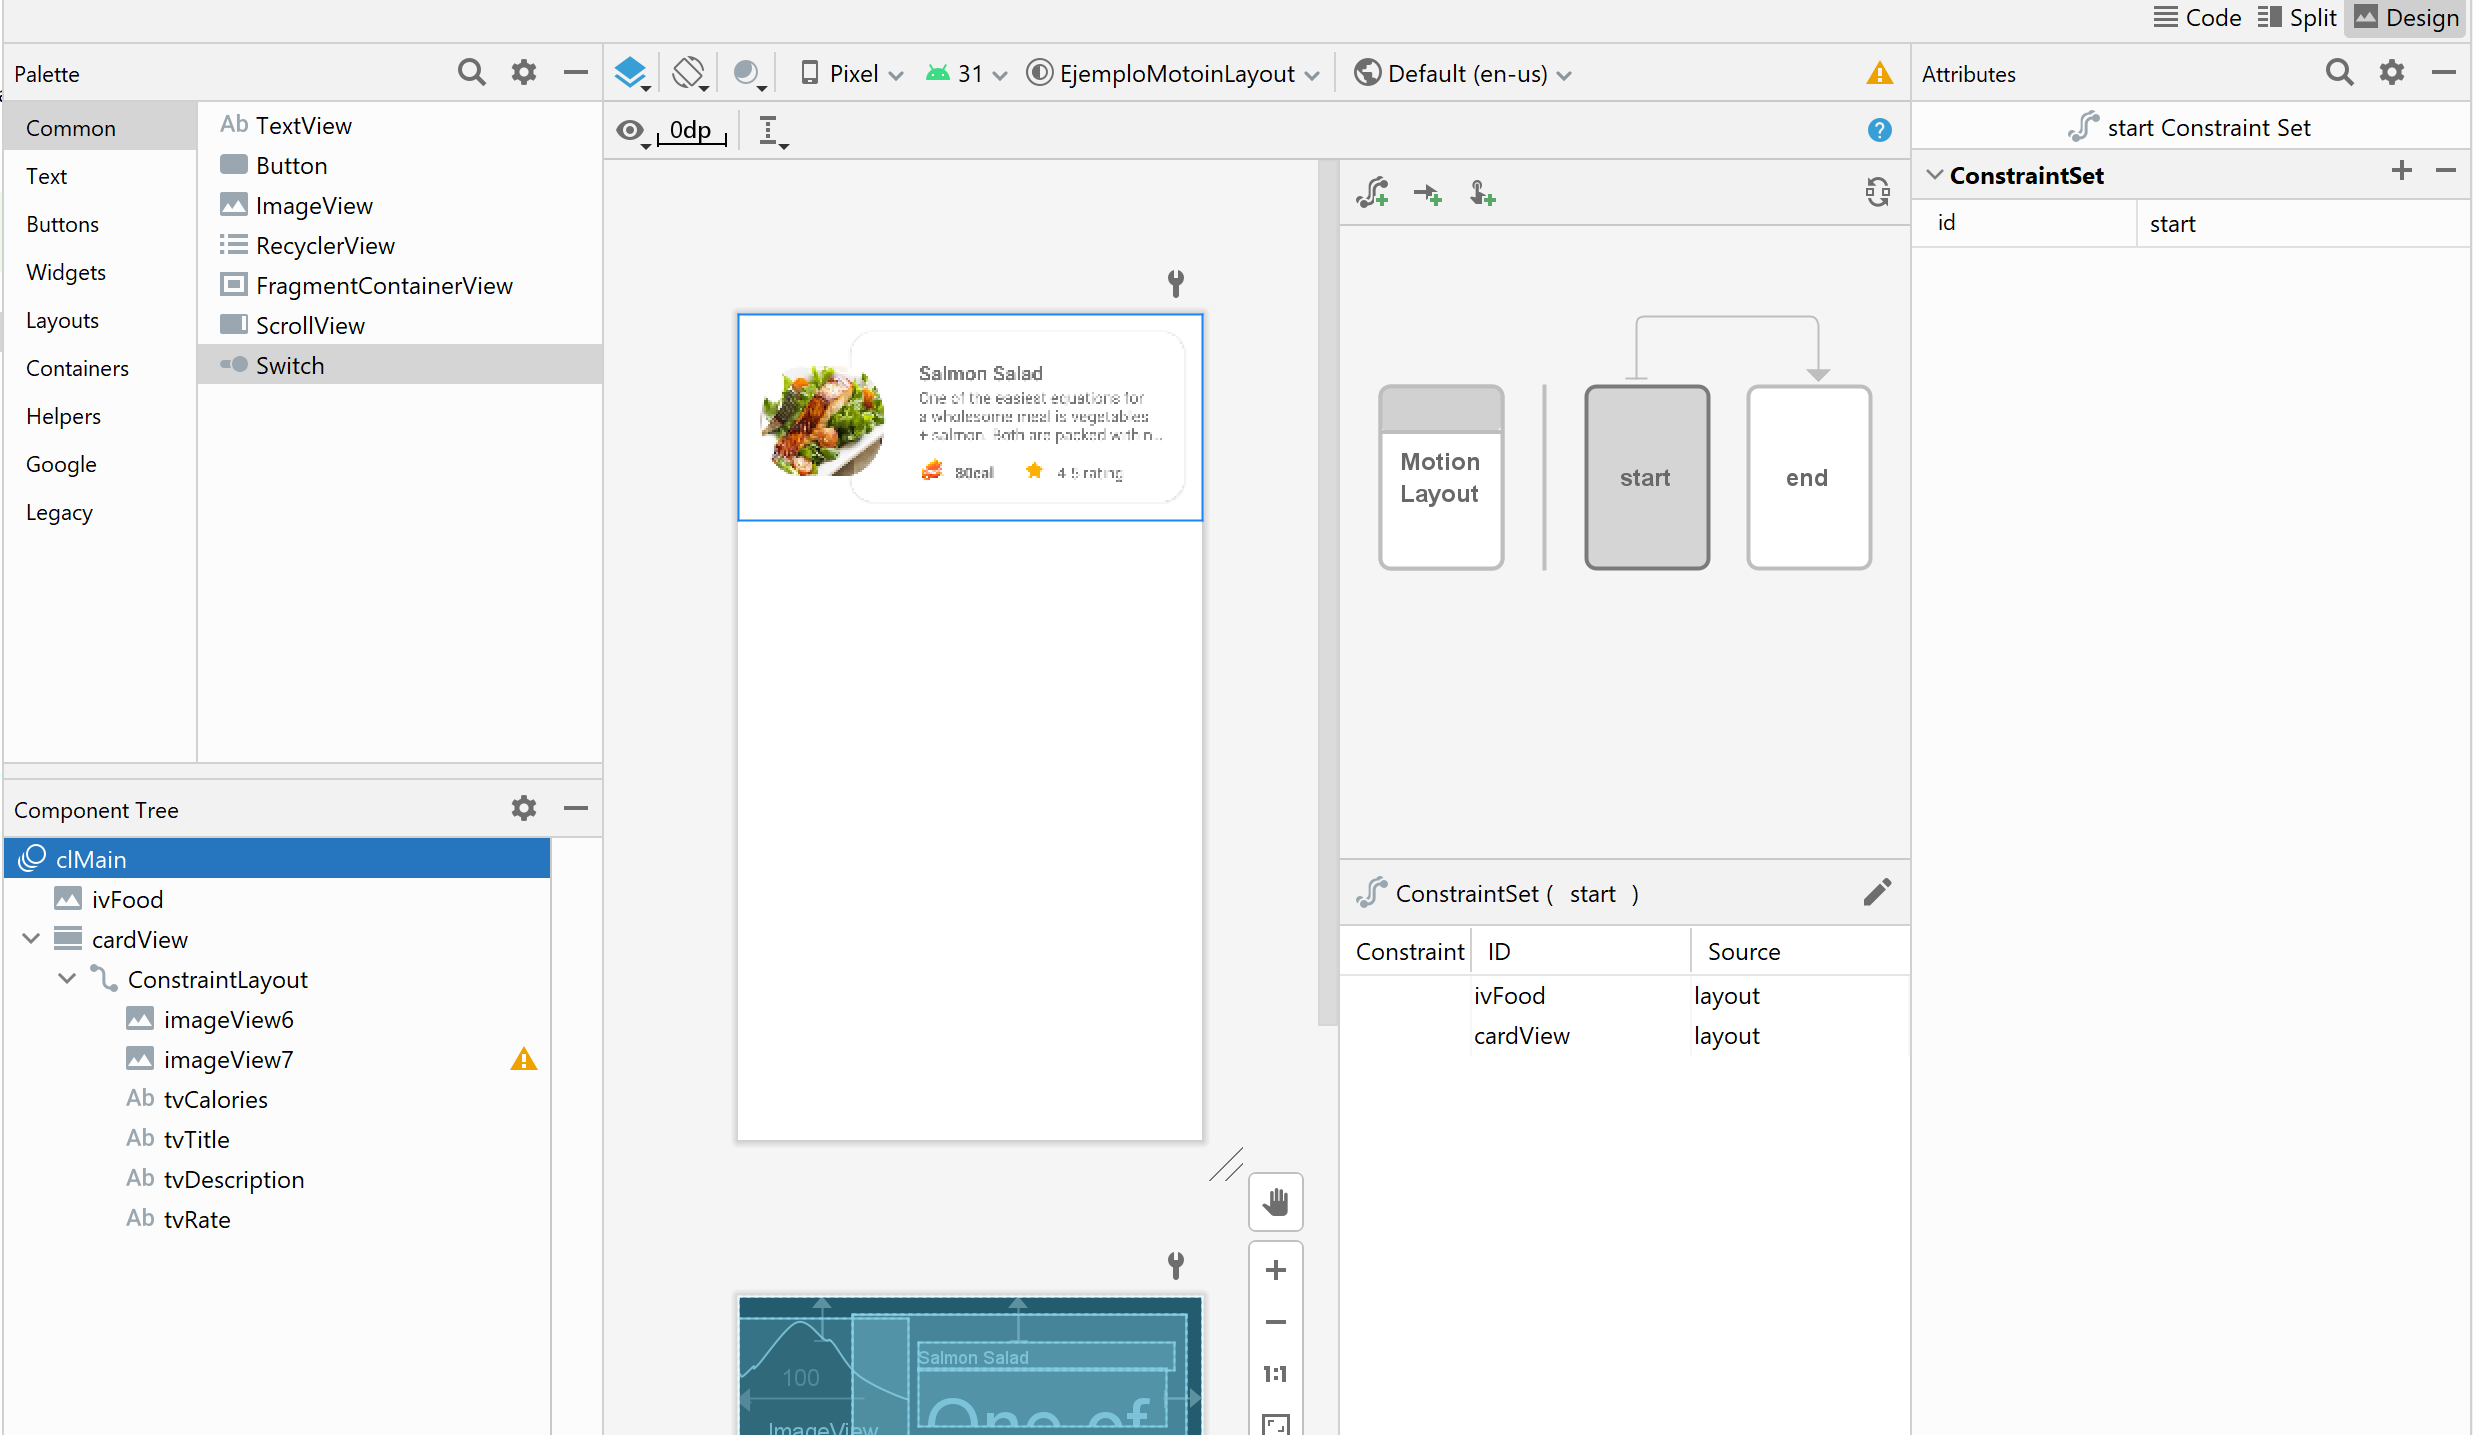 Code Split Design
Palette
Pixel 31 EjemploMotoinLayout Default (en-us)
Attributes
Common
Text
Buttons
Widgets
Layouts
Containers
Helpers
Google
Legacy
Ab TextView
Button
ImageView
RecyclerView
FragmentContainerView
ScrollView
Switch
0dp
?
start Constraint Set
ConstraintSet
id start
Salmon Salad
One of the easiest equations for
a wholesome meal is vegetables
+ salmon. Both are packed with n...
80cal 4.5 rating
Motion
Layout
start
end
Component Tree
clMain
ivFood
cardView
ConstraintLayout
imageView6
imageView7
Ab tvCalories
Ab tvTitle
Ab tvDescription
Ab tvRate
ConstraintSet ( start )
Constraint ID Source
ivFood layout
cardView layout
Salmon Salad
100
One of
ImageView
1:1